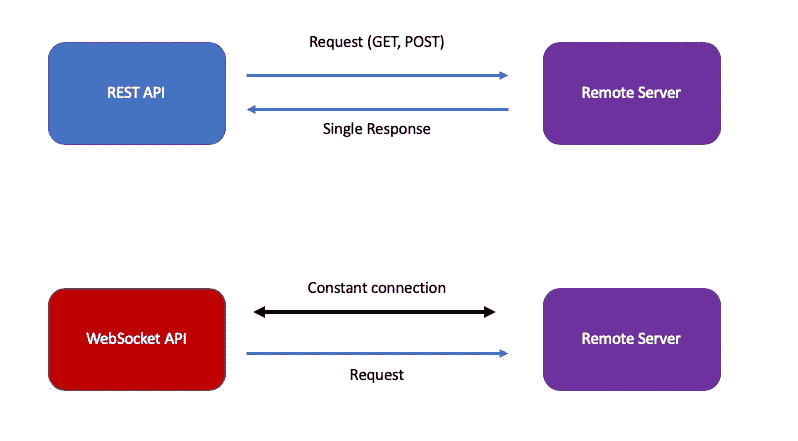 Request (GET, POST)
REST API
Remote Server
Single Response
Constant connection
WebSocket API
Remote Server
Request